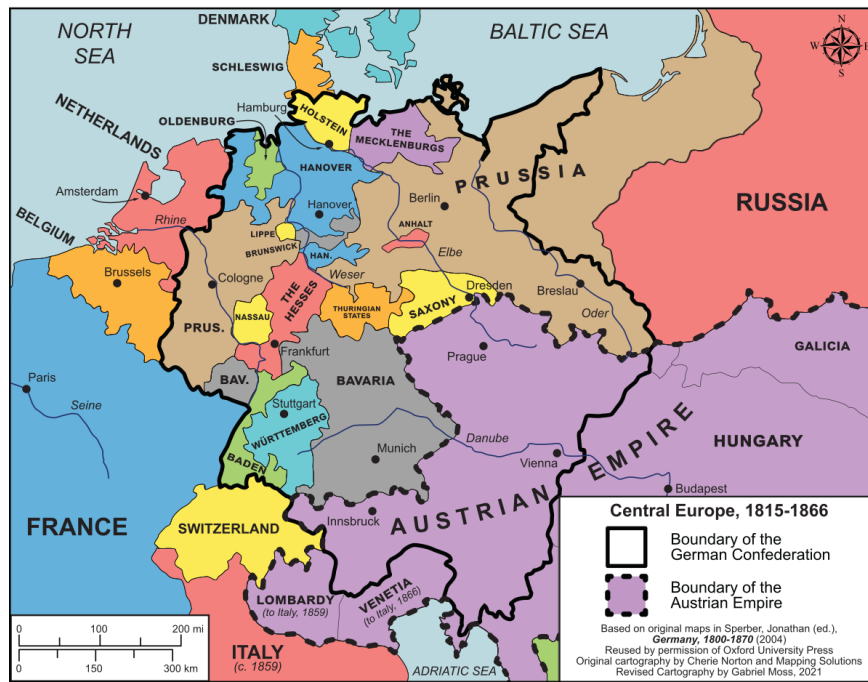 NORTH
SEA
DENMARK
BALTIC SEA
N
W
E
S
SCHLESWIG
Hamburg
HOLSTEIN
OLDENBURG
THE
MECKLENBURGS
NETHERLANDS
HANOVER
PRUSSIA
Amsterdam
Hanover
Berlin
RUSSIA
BELGIUM
Rhine
LIPPE
BRUNSWICK
ANHALT
HAN.
Elbe
Brussels
Cologne
Weser
THE
HESSES
Dresden
Breslau
NASSAU
THURINGIAN
STATES
SAXONY
Oder
PRUS.
Frankfurt
Prague
GALICIA
Paris
BAV.
BAVARIA
Seine
Stuttgart
WÜRTTEMBERG
Danube
HUNGARY
BADEN
Munich
Vienna
Budapest
AUSTRIAN EMPIRE
Innsbruck
FRANCE
SWITZERLAND
LOMBARDY
(to Italy, 1859)
VENETIA
(to Italy, 1866)
ITALY
(c. 1859)
ADRIATIC SEA
0 100 200 mi
0 150 300 km
Central Europe, 1815-1866
Boundary of the
German Confederation
Boundary of the
Austrian Empire
Based on original maps in Sperber, Jonathan (ed.),
Germany, 1800-1870 (2004)
Reused by permission of Oxford University Press
Original cartography by Cherie Norton and Mapping Solutions
Revised Cartography by Gabriel Moss, 2021